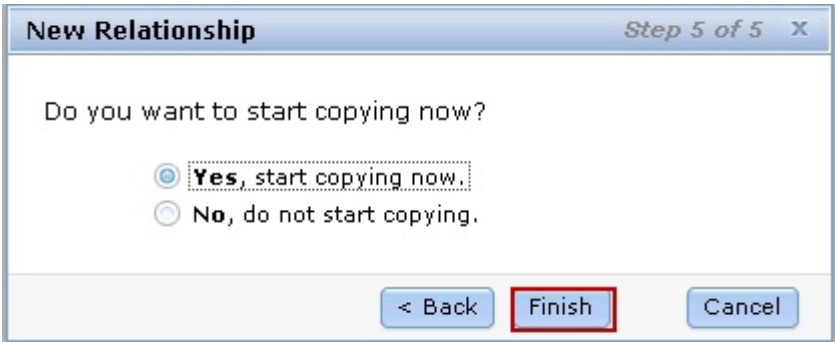 New Relationship Step 5 of 5 x
Do you want to start copying now?
Yes, start copying now.
No, do not start copying.
< Back Finish Cancel